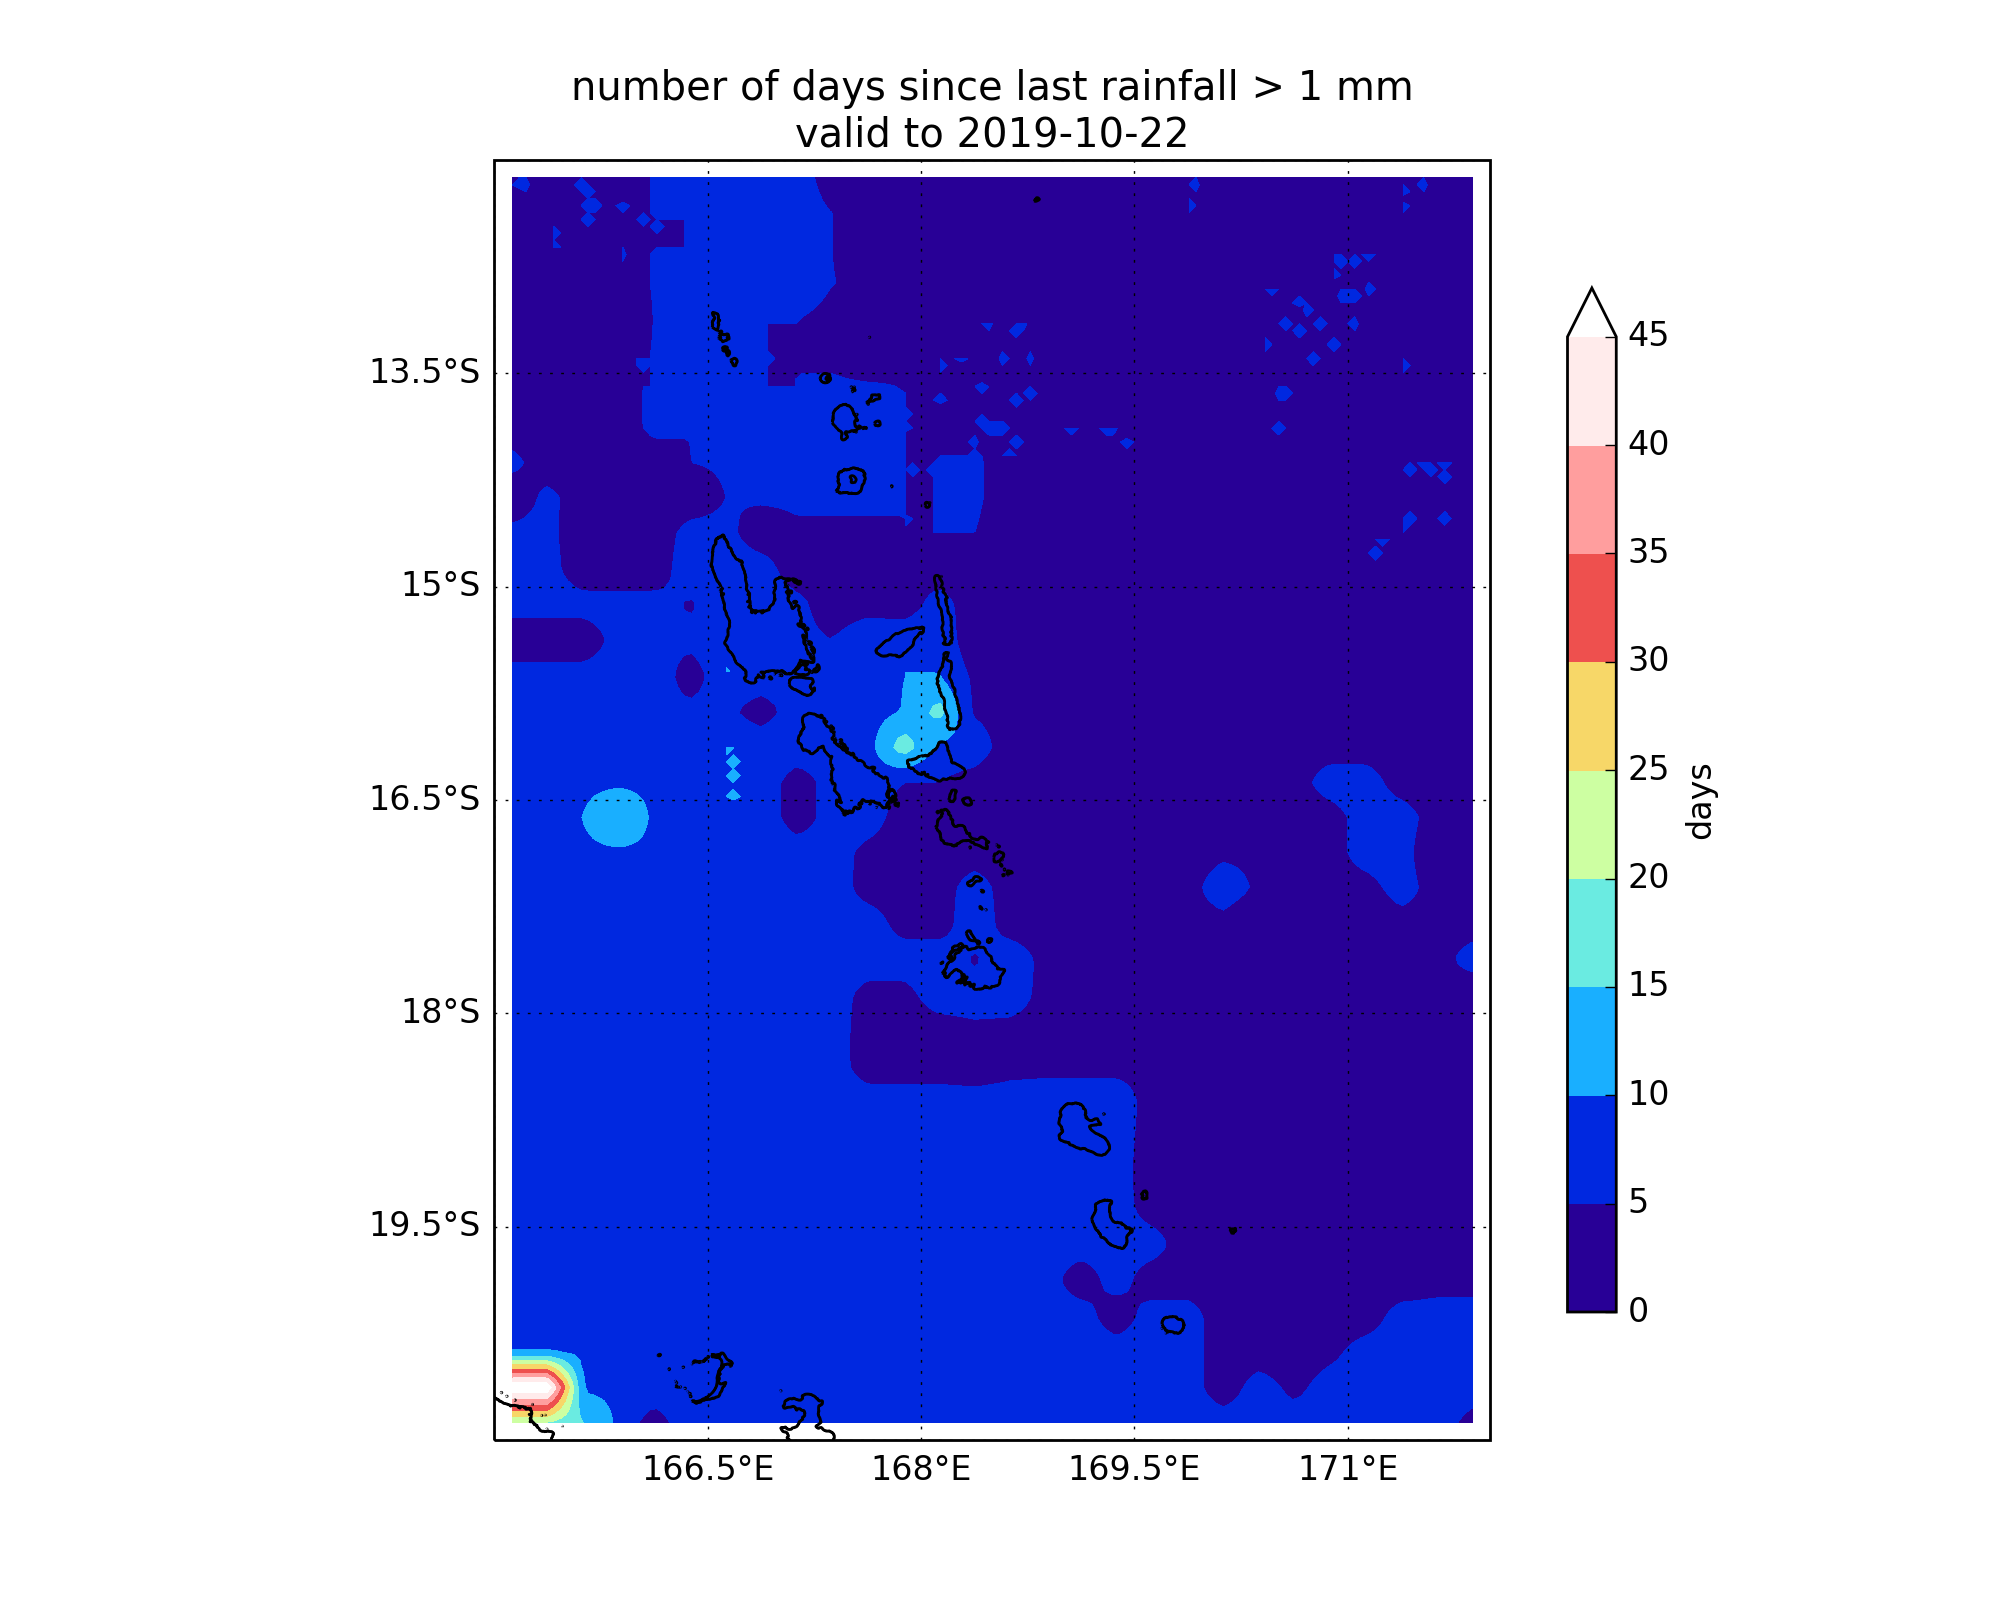 number of days since last rainfall > 1 mm
valid to 2019-10-22
13.5°S
15°S
16.5°S
18°S
19.5°S
166.5°E 168°E 169.5°E 171°E
45
40
35
30
25
20
15
10
5
0
days